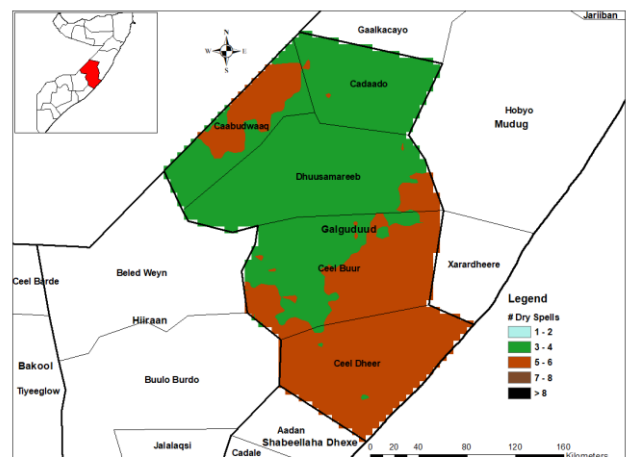 Jariiban
Gaalkacayo
N
W E
S
Cadaado
Hobyo
Mudug
Caabudwaaq
Dhuusamareeb
Galguduud
Ceel Buur
Xarardheere
Ceel Barde
Beled Weyn
Hiiraan
Bakool
Tiyeeglow
Buulo Burdo
Ceel Dheer
Legend
# Dry Spells
1 - 2
3 - 4
5 - 6
7 - 8
> 8
Aadan
Shabeellaha Dhexe
Jalalaqsi
Cadale
0 20 40 80 120 160
Kilometers